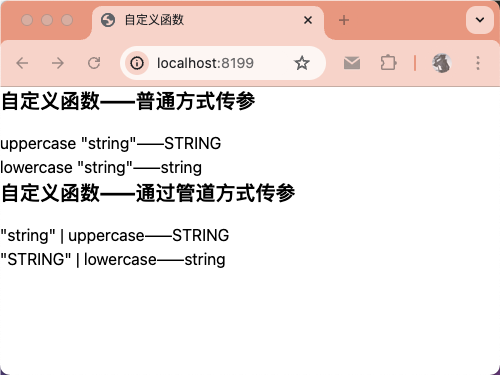 自定义函数
localhost:8199
自定义函数——普通方式传参
uppercase "string"——STRING
lowercase "string"——string
自定义函数——通过管道方式传参
"string" | uppercase——STRING
"STRING" | lowercase——string